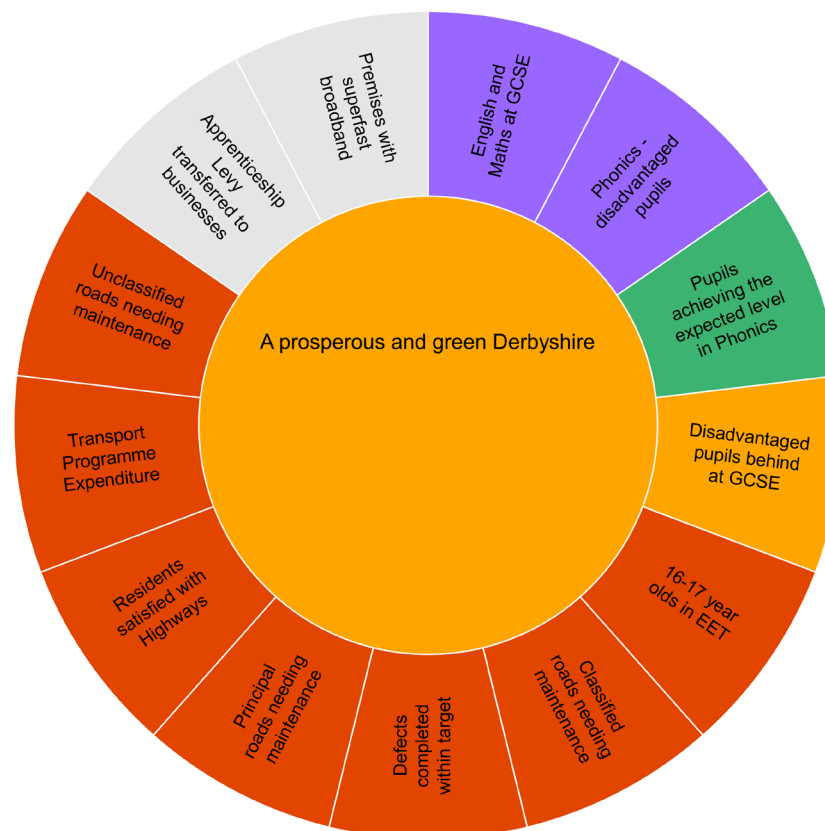 A prosperous and green Derbyshire
English and
Maths at GCSE
Phonics -
disadvantaged
pupils
Pupils
achieving the
expected level
in Phonics
Disadvantaged
pupils behind
at GCSE
16-17 year
olds in EET
Classified
roads needing
maintenance
Defects
completed
within target
Principal
roads needing
maintenance
Residents
satisfied with
Highways
Transport
Programme
Expenditure
Unclassified
roads needing
maintenance
Apprenticeship
Levy
transferred to
businesses
Premises with
superfast
broadband